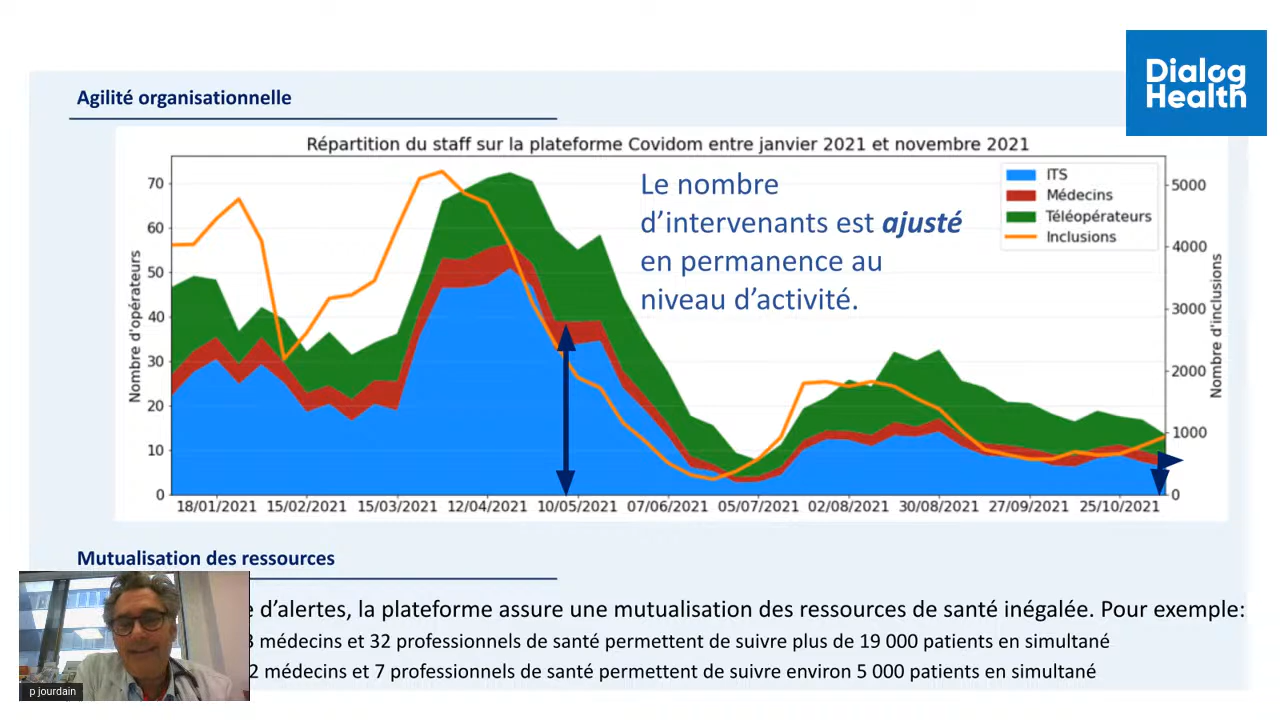 Dialog
Health
Agilité organisationnelle
Répartition du staff sur la plateforme Covidom entre janvier 2021 et novembre 2021
Le nombre
d'intervenants est ajusté
en permanence au
niveau d'activité.
ITS
Médecins
Téléopérateurs
Inclusions
Nombre d'opérateurs
70
60
50
40
30
20
10
0
Nombre d'inclusions
5000
4000
3000
2000
1000
0
18/01/2021 15/02/2021 15/03/2021 12/04/2021 10/05/2021 07/06/2021 05/07/2021 02/08/2021 30/08/2021 27/09/2021 25/10/2021
Mutualisation des ressources
d'alertes, la plateforme assure une mutualisation des ressources de santé inégalée. Pour exemple:
médecins et 32 professionnels de santé permettent de suivre plus de 19 000 patients en simultané
2 médecins et 7 professionnels de santé permettent de suivre environ 5 000 patients en simultané
p jourdain